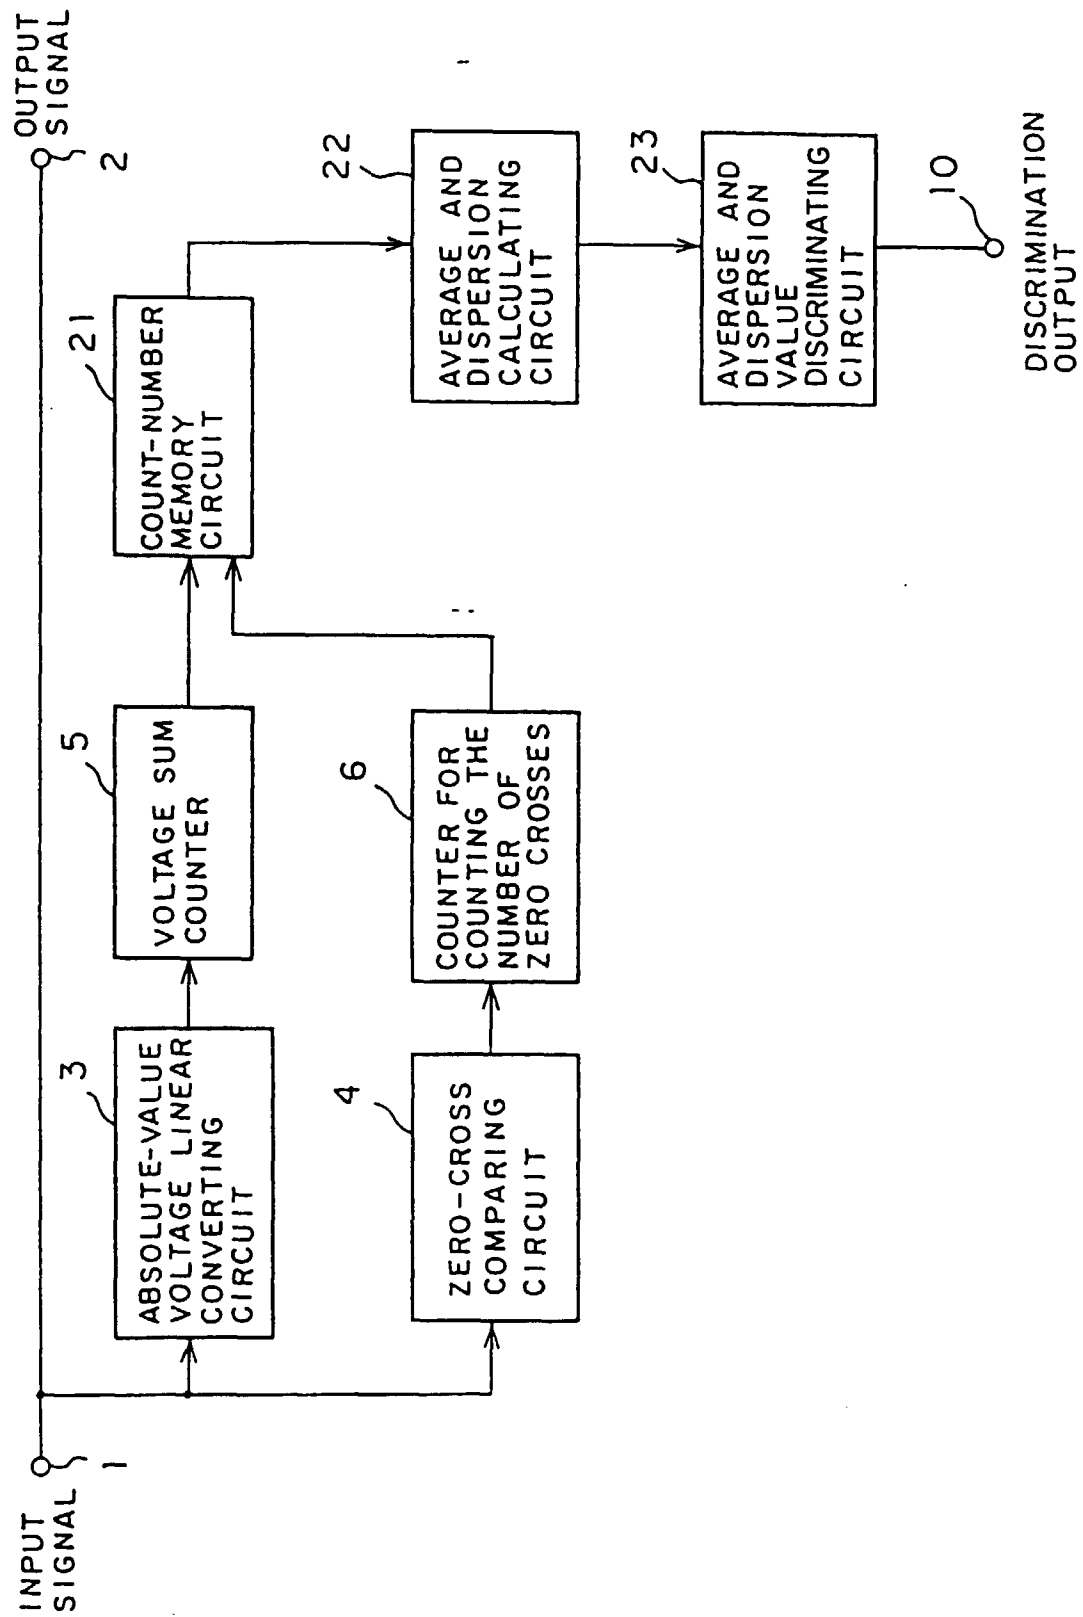 INPUT
SIGNAL
1
OUTPUT
SIGNAL
2
3
ABSOLUTE-VALUE
VOLTAGE LINEAR
CONVERTING
CIRCUIT
5
VOLTAGE SUM
COUNTER
21
COUNT-NUMBER
MEMORY
CIRCUIT
4
ZERO-CROSS
COMPARING
CIRCUIT
6
COUNTER FOR
COUNTING THE
NUMBER OF
ZERO CROSSES
22
AVERAGE AND
DISPERSION
CALCULATING
CIRCUIT
23
AVERAGE AND
DISPERSION
VALUE
DISCRIMINATING
CIRCUIT
10
DISCRIMINATION
OUTPUT